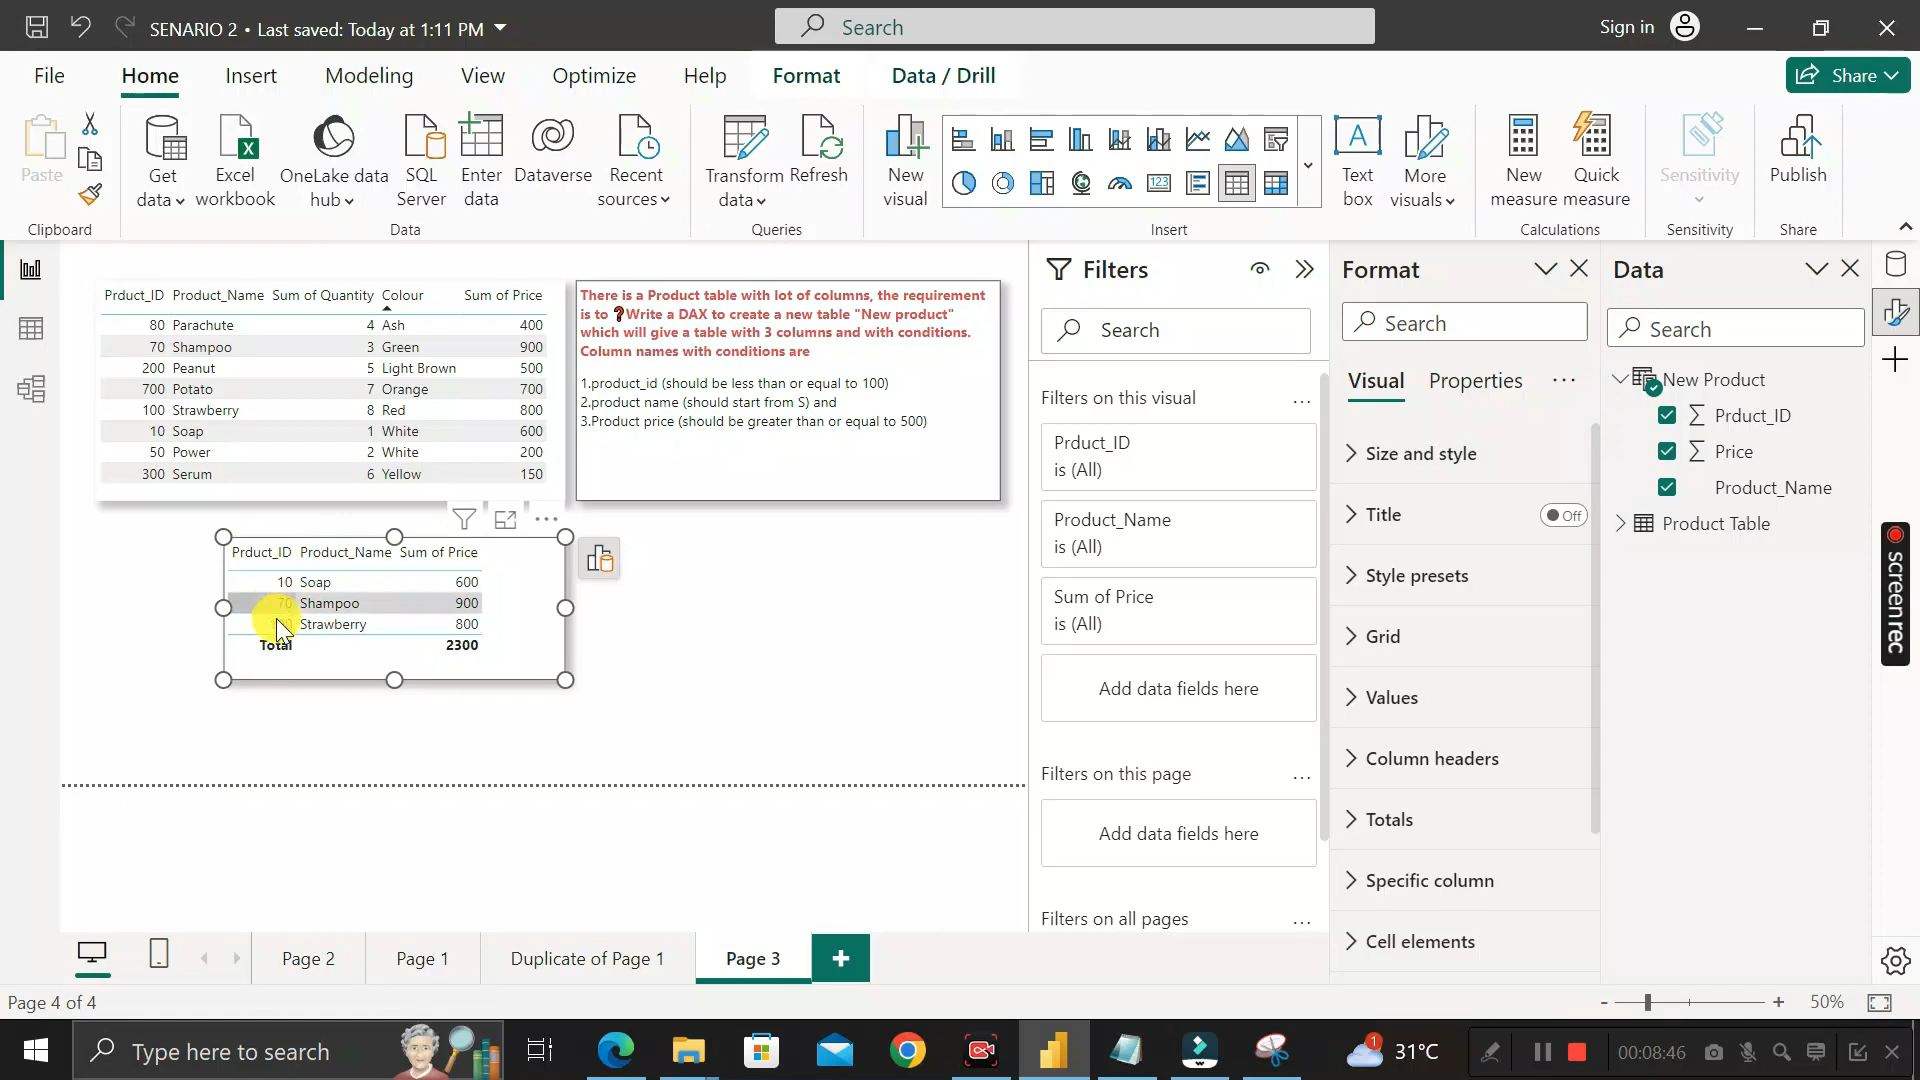 SENARIO 2 • Last saved: Today at 1:11 PM
Search
Sign in
File
Home
Insert
Modeling
View
Optimize
Help
Format
Data / Drill
Share
Paste
Get data
Excel workbook
OneLake data hub
SQL Server
Enter data
Dataverse
Recent sources
Transform data
Refresh
New visual
123
A
Text box
More visuals
New measure
Quick measure
Sensitivity
Publish
Clipboard
Data
Queries
Insert
Calculations
Sensitivity
Share
Prduct_ID Product_Name Sum of Quantity Colour Sum of Price
80 Parachute 4 Ash 400
70 Shampoo 3 Green 900
200 Peanut 5 Light Brown 500
700 Potato 7 Orange 700
100 Strawberry 8 Red 800
10 Soap 1 White 600
50 Power 2 White 200
300 Serum 6 Yellow 150
There is a Product table with lot of columns, the requirement
is to ❓Write a DAX to create a new table "New product"
which will give a table with 3 columns and with conditions.
Column names with conditions are
1.product_id (should be less than or equal to 100)
2.product name (should start from S) and
3.Product price (should be greater than or equal to 500)
Prduct_ID Product_Name Sum of Price
10 Soap 600
70 Shampoo 900
Strawberry 800
Total 2300
Filters
Search
Filters on this visual
Prduct_ID
is (All)
Product_Name
is (All)
Sum of Price
is (All)
Add data fields here
Filters on this page
Add data fields here
Filters on all pages
Format
Search
Visual
Properties
Size and style
Title
Off
Style presets
Grid
Values
Column headers
Totals
Specific column
Cell elements
Data
Search
New Product
Prduct_ID
Price
Product_Name
Product Table
screenrec
Page 2
Page 1
Duplicate of Page 1
Page 3
Page 4 of 4
50%
Type here to search
1
31°C
00:08:46